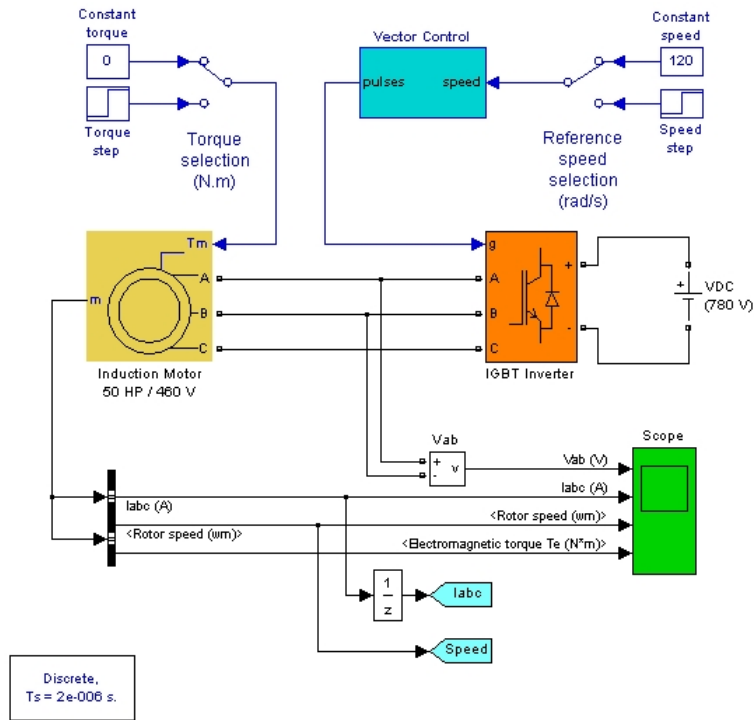 Constant
torque
0
Torque
step
Torque
selection
(N.m)
Vector Control
pulses
speed
Constant
speed
120
Speed
step
Reference
speed
selection
(rad/s)
Tm
m
A
B
C
Induction Motor
50 HP / 460 V
g
A
B
C
+
-
IGBT Inverter
+
VDC
(780 V)
Vab
+
-
v
Scope
Vab (V)
Iabc (A)
Iabc (A)
<Rotor speed (wm)>
<Rotor speed (wm)>
<Electromagnetic torque Te (N*m)>
1
z
Iabc
Speed
Discrete,
Ts = 2e-006 s.